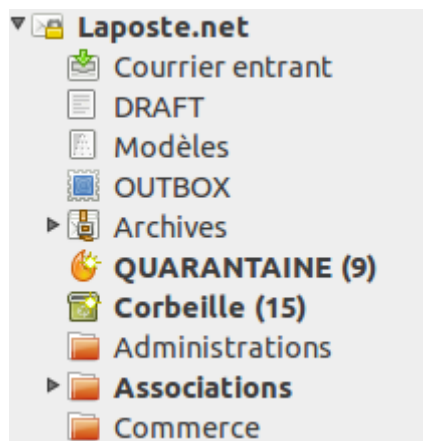 Laposte.net
Courrier entrant
DRAFT
Modèles
OUTBOX
Archives
QUARANTAINE (9)
Corbeille (15)
Administrations
Associations
Commerce